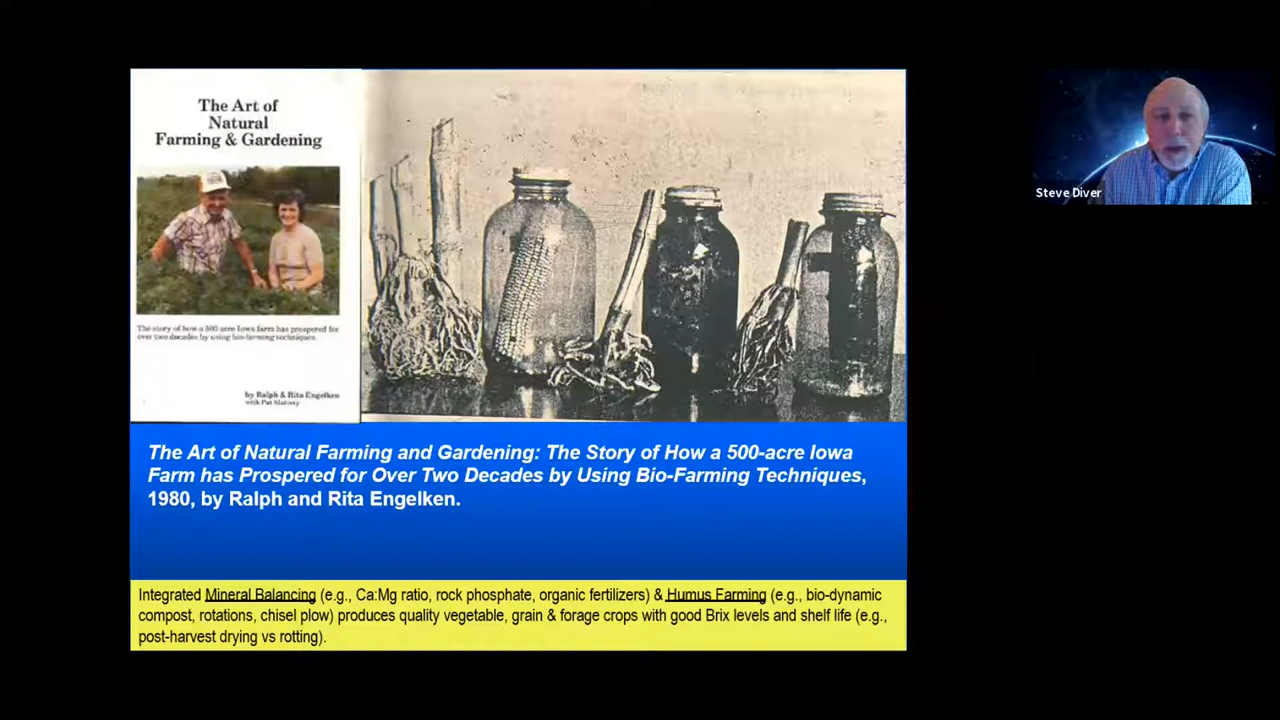 The Art of
Natural
Farming & Gardening
The story of how a 500 acre Iowa farm has prospered for
over two decades by using bio-farming techniques.
by Ralph & Rita Engelken
with Pat Slattery
Steve Diver
The Art of Natural Farming and Gardening: The Story of How a 500-acre Iowa
Farm has Prospered for Over Two Decades by Using Bio-Farming Techniques,
1980, by Ralph and Rita Engelken.
Integrated Mineral Balancing (e.g., Ca:Mg ratio, rock phosphate, organic fertilizers) & Humus Farming (e.g., bio-dynamic
compost, rotations, chisel plow) produces quality vegetable, grain & forage crops with good Brix levels and shelf life (e.g.,
post-harvest drying vs rotting).